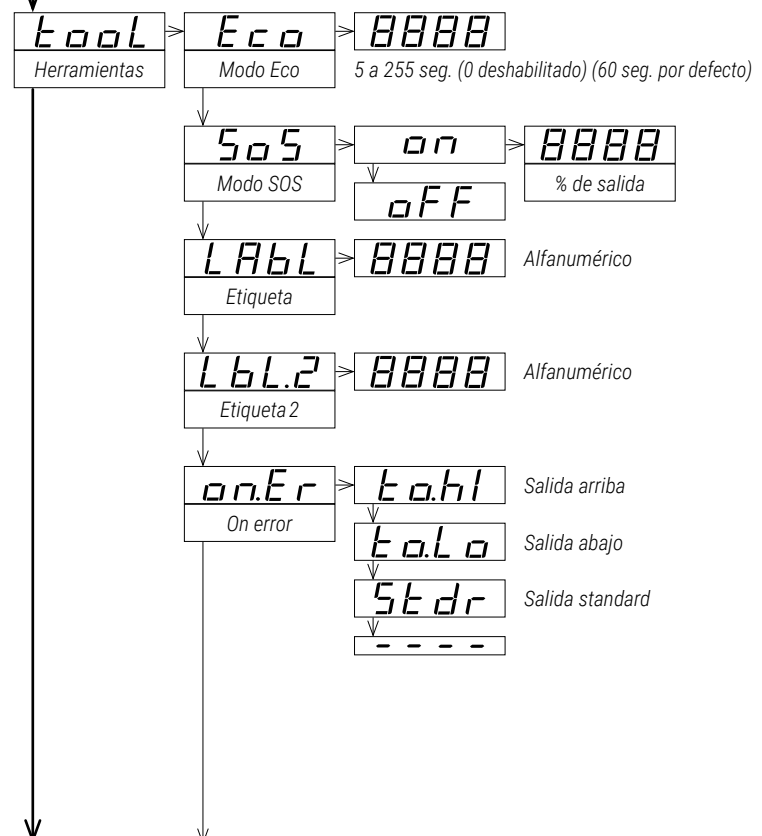 tooL Eco 8888
Herramientas Modo Eco 5 a 255 seg. (0 deshabilitado) (60 seg. por defecto)
SoS on 8888
Modo SOS % de salida
oFF
LAbL 8888 Alfanumérico
Etiqueta
LbL.2 8888 Alfanumérico
Etiqueta 2
on.Er to.hI Salida arriba
On error
to.Lo Salida abajo
Stdr Salida standard
- - - -